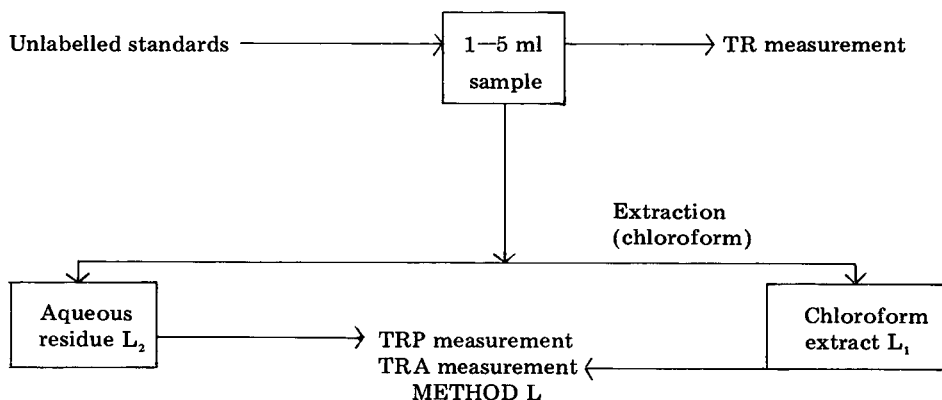 Unlabelled standards
1—5 ml
sample
TR measurement
Extraction
(chloroform)
Aqueous
residue L₂
Chloroform
extract L₁
TRP measurement
TRA measurement
METHOD L